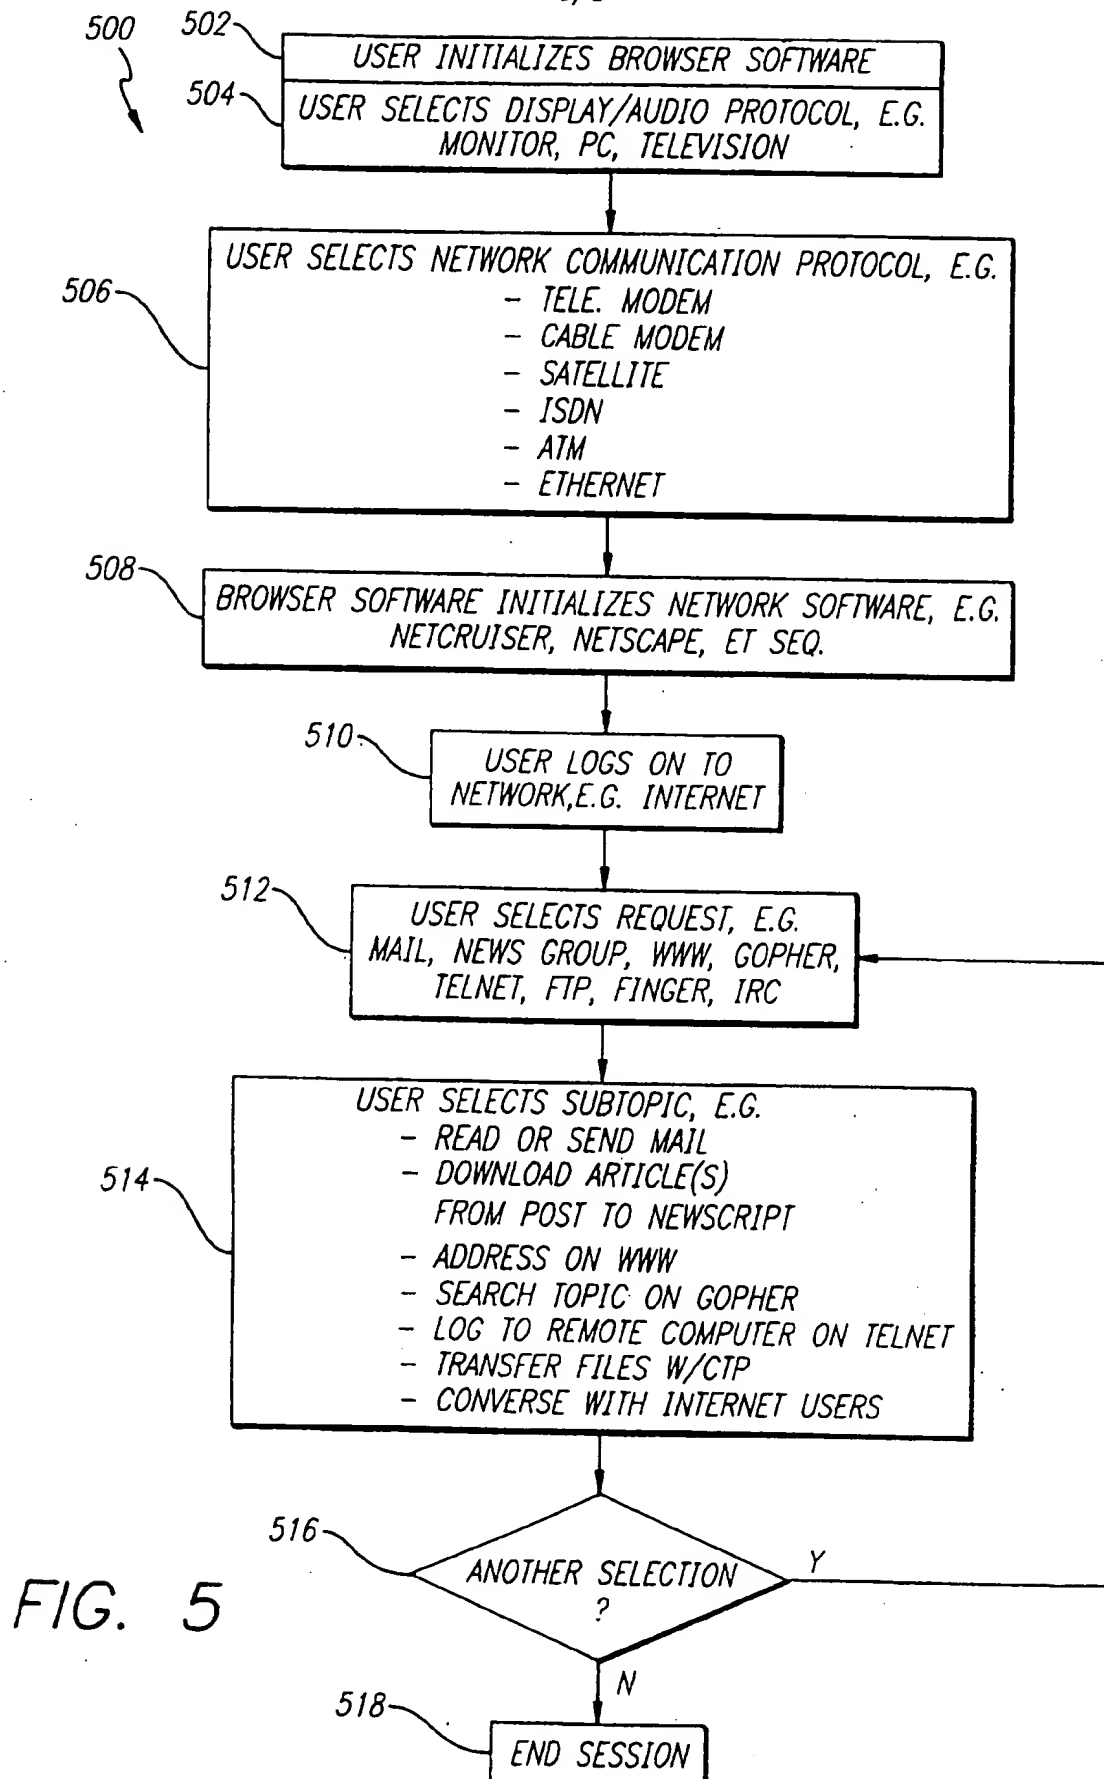 500
502
USER INITIALIZES BROWSER SOFTWARE
504
USER SELECTS DISPLAY/AUDIO PROTOCOL, E.G.
MONITOR, PC, TELEVISION
506
USER SELECTS NETWORK COMMUNICATION PROTOCOL, E.G.
- TELE. MODEM
- CABLE MODEM
- SATELLITE
- ISDN
- ATM
- ETHERNET
508
BROWSER SOFTWARE INITIALIZES NETWORK SOFTWARE, E.G.
NETCRUISER, NETSCAPE, ET SEQ.
510
USER LOGS ON TO
NETWORK,E.G. INTERNET
512
USER SELECTS REQUEST, E.G.
MAIL, NEWS GROUP, WWW, GOPHER,
TELNET, FTP, FINGER, IRC
514
USER SELECTS SUBTOPIC, E.G.
- READ OR SEND MAIL
- DOWNLOAD ARTICLE(S)
FROM POST TO NEWSCRIPT
- ADDRESS ON WWW
- SEARCH TOPIC ON GOPHER
- LOG TO REMOTE COMPUTER ON TELNET
- TRANSFER FILES W/CTP
- CONVERSE WITH INTERNET USERS
516
ANOTHER SELECTION
?
Y
N
518
END SESSION
FIG. 5